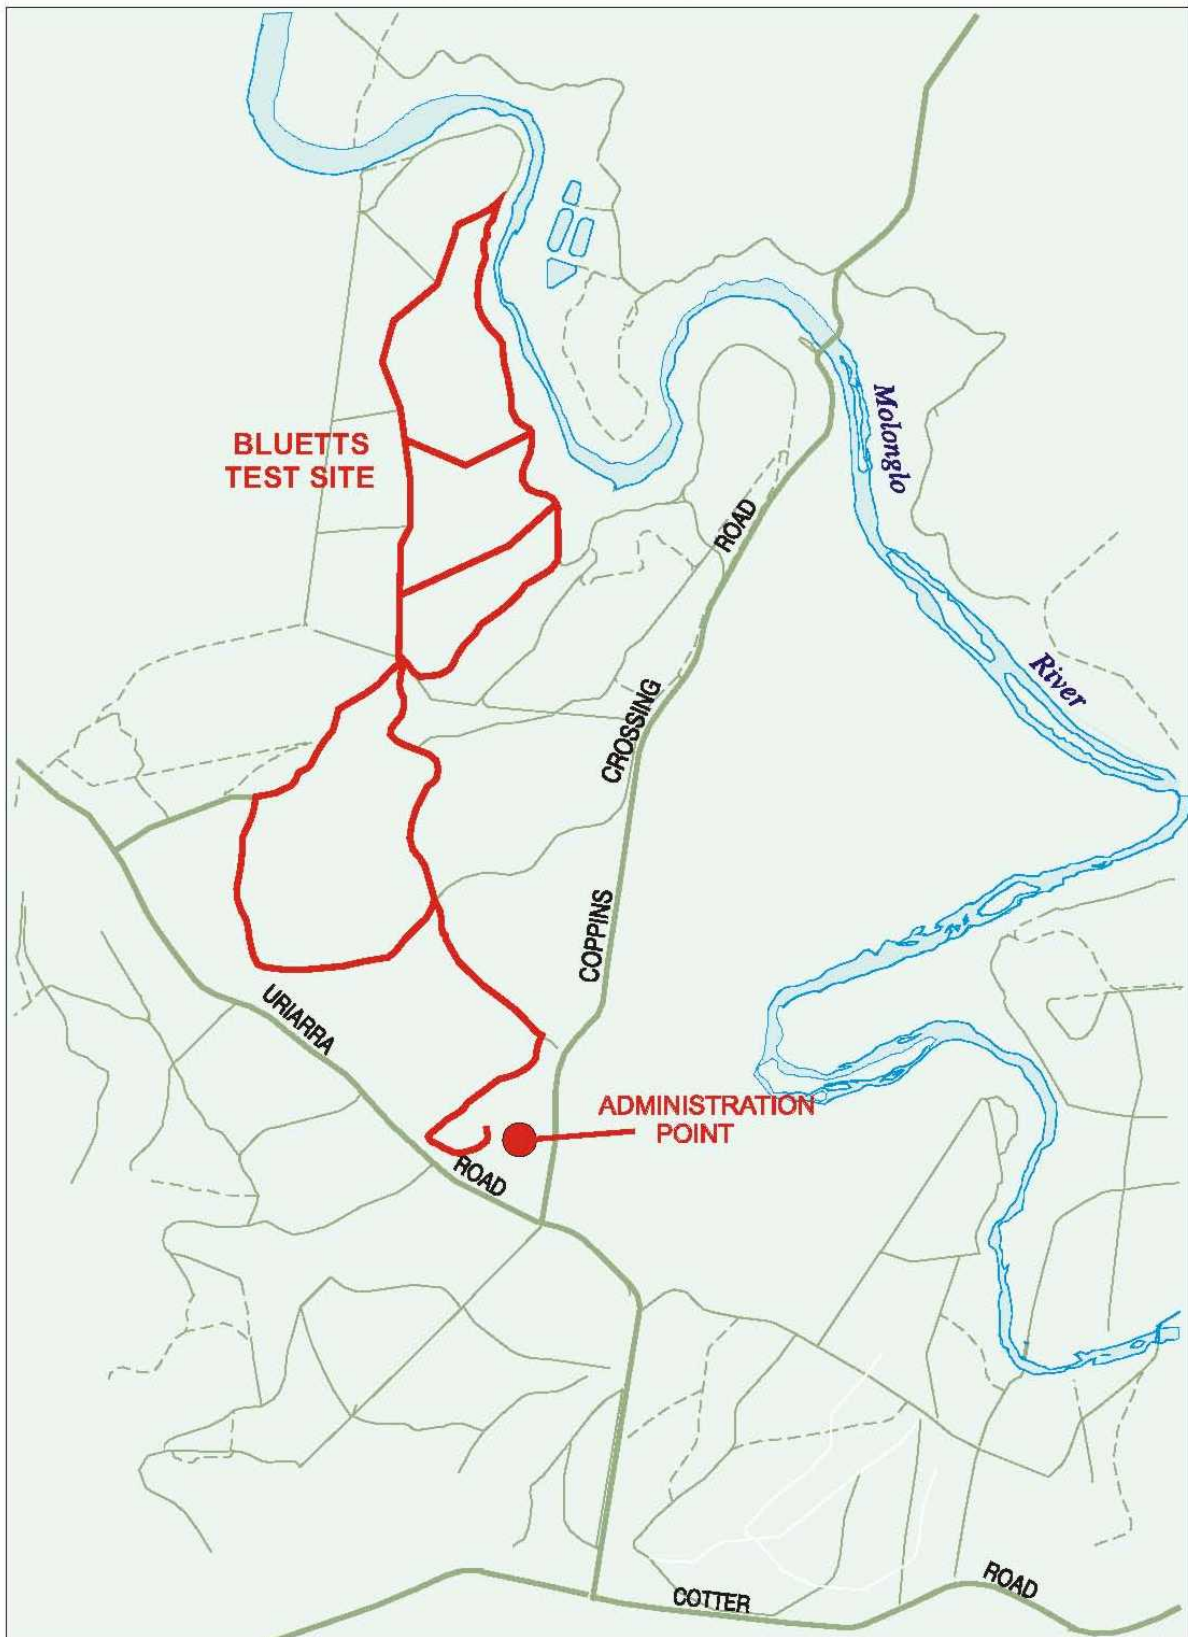 Molonglo
River
BLUETTS
TEST SITE
ROAD
CROSSING
COPPINS
URIARRA
ROAD
ADMINISTRATION
POINT
COTTER
ROAD